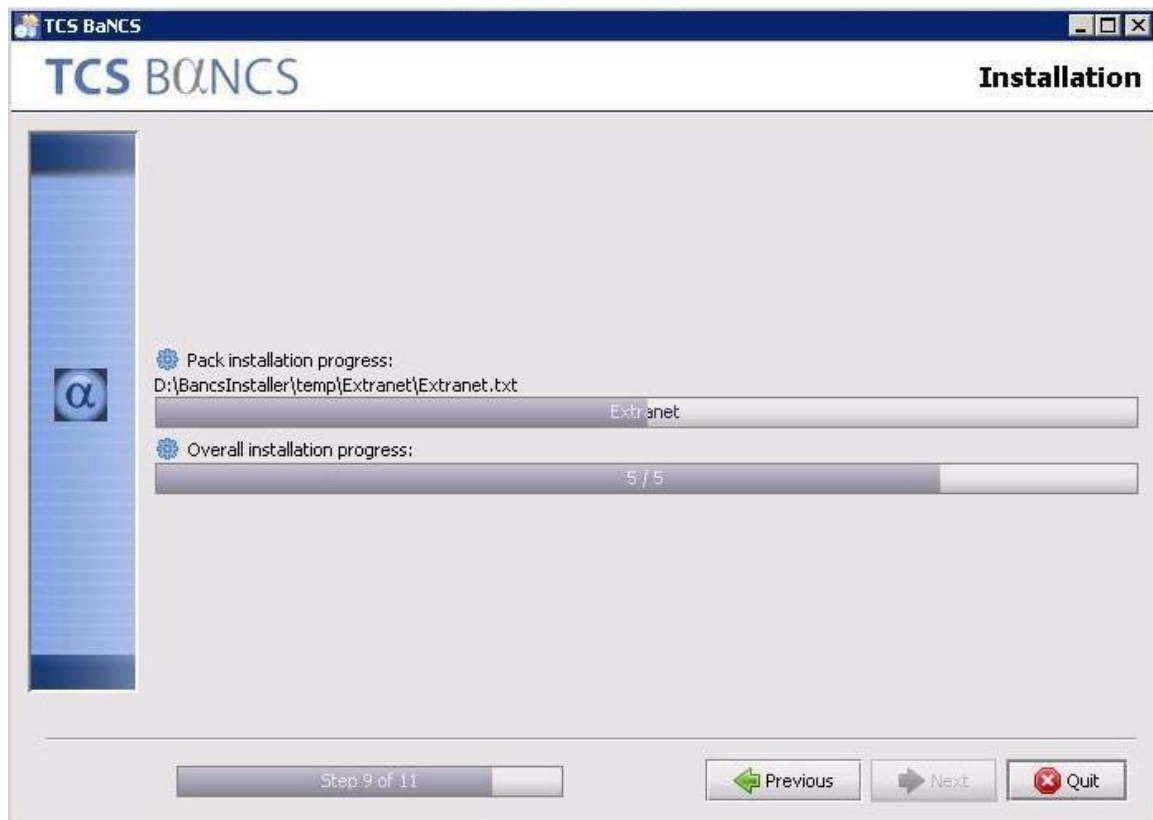 TCS BaNCS
TCS BαNCS
Installation
Pack installation progress:
D:\BancsInstaller\temp\Extranet\Extranet.txt
Extranet
Overall installation progress:
5 / 5
α
Step 9 of 11
Previous
Next
Quit